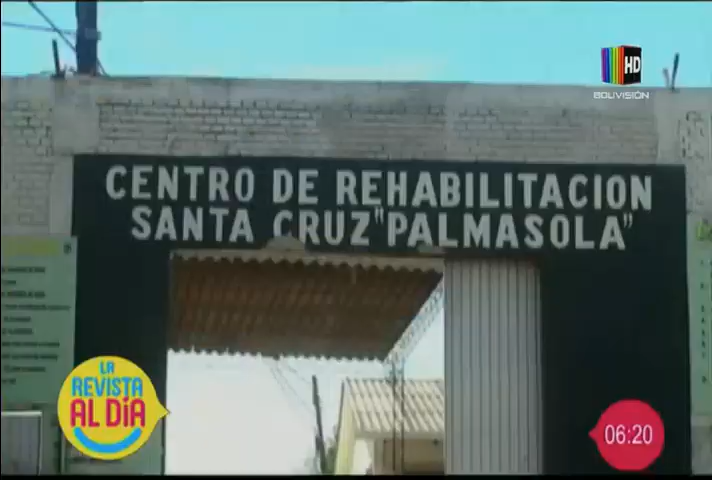 HD
BOLIVISIÓN
CENTRO DE REHABILITACION
SANTA CRUZ "PALMASOLA"
LA
REVISTA
AL DÍA
06:20